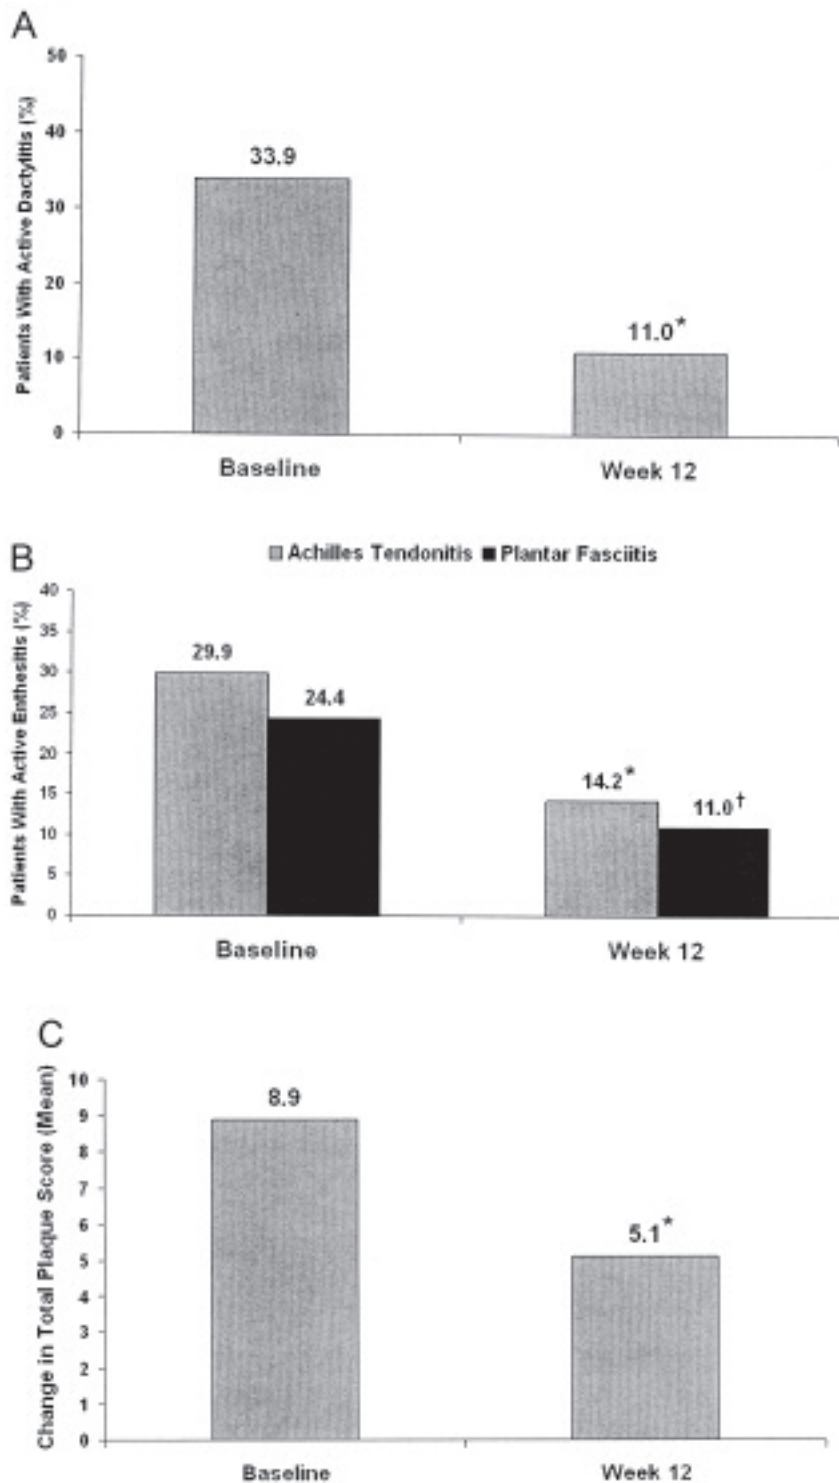 A
Patients With Active Dactylitis (%)
50
40
30
20
10
0
33.9
11.0*
Baseline
Week 12
B
Achilles Tendonitis Plantar Fasciitis
Patients With Active Enthesitis (%)
40
35
30
25
20
15
10
5
0
29.9
24.4
14.2*
11.0†
Baseline
Week 12
C
Change in Total Plaque Score (Mean)
10
9
8
7
6
5
4
3
2
1
0
8.9
5.1*
Baseline
Week 12